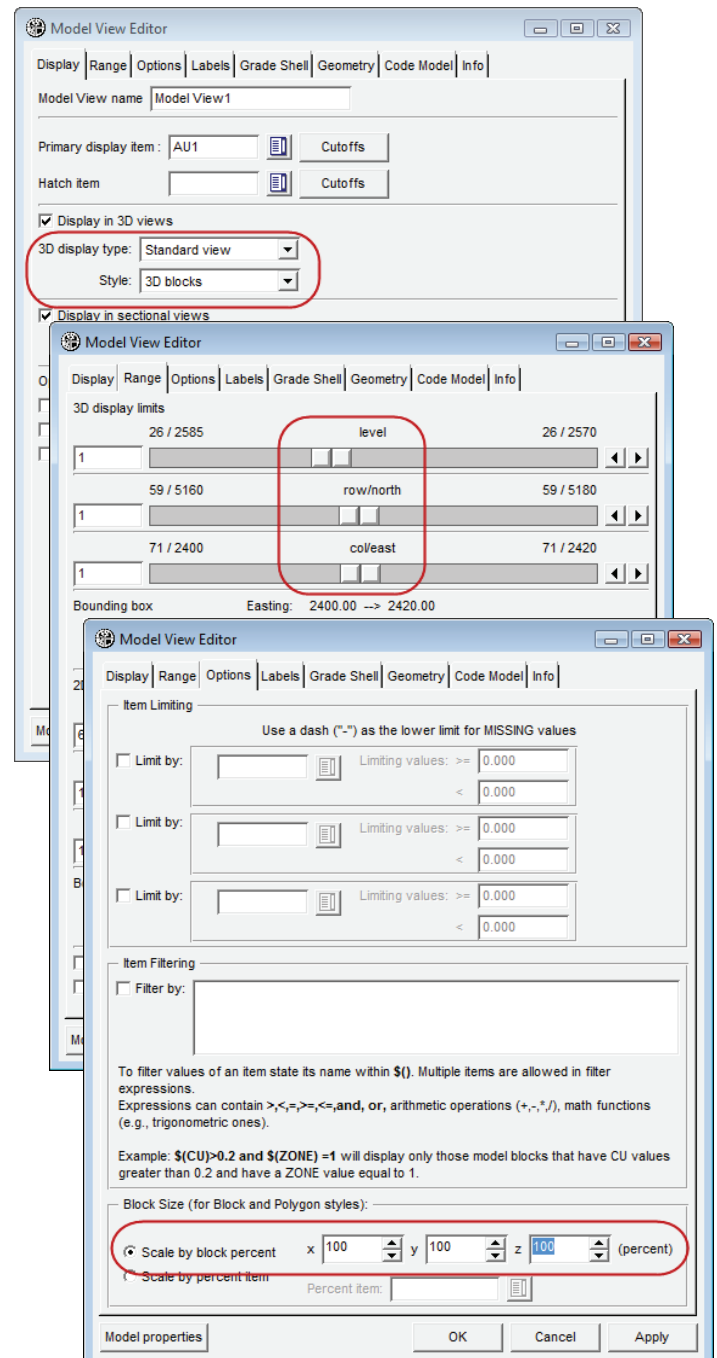 Model View Editor
Display Range Options Labels Grade Shell Geometry Code Model Info
Model View name Model View1
Primary display item : AU1 Cutoffs
Hatch item Cutoffs
Display in 3D views
3D display type: Standard view
Style: 3D blocks
Display in sectional views
Model View Editor
Display Range Options Labels Grade Shell Geometry Code Model Info
3D display limits
26 / 2585 level 26 / 2570
1
59 / 5160 row/north 59 / 5180
1
71 / 2400 col/east 71 / 2420
1
Bounding box Easting: 2400.00 --> 2420.00
Model View Editor
Display Range Options Labels Grade Shell Geometry Code Model Info
Item Limiting
Use a dash ("-") as the lower limit for MISSING values
Limit by: Limiting values: >= 0.000
< 0.000
Limit by: Limiting values: >= 0.000
< 0.000
Limit by: Limiting values: >= 0.000
< 0.000
Item Filtering
Filter by:
To filter values of an item state its name within $(). Multiple items are allowed in filter
expressions.
Expressions can contain >,<,=,>=,<=,and, or, arithmetic operations (+,-,*,/), math functions
(e.g., trigonometric ones).
Example: $(CU)>0.2 and $(ZONE) =1 will display only those model blocks that have CU values
greater than 0.2 and have a ZONE value equal to 1.
Block Size (for Block and Polygon styles):
Scale by block percent x 100 y 100 z 100 (percent)
Scale by percent item Percent item:
Model properties OK Cancel Apply